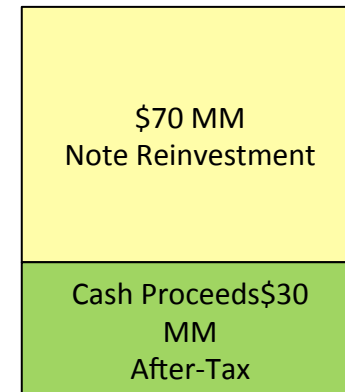 $70 MM
Note Reinvestment
Cash Proceeds$30
MM
After-Tax